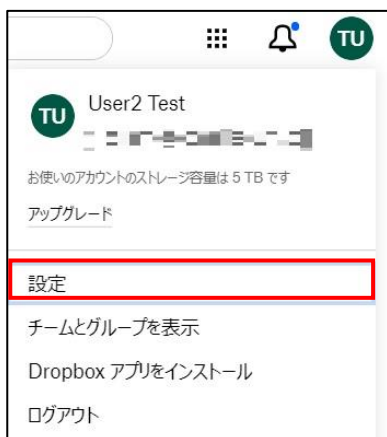 TU
TU
User2 Test
お使いのアカウントのストレージ容量は 5 TB です
アップグレード
設定
チームとグループを表示
Dropbox アプリをインストール
ログアウト